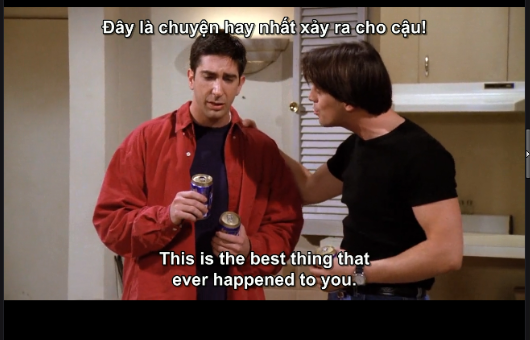 Đây là chuyện hay nhất xảy ra cho cậu!
This is the best thing that
ever happened to you.